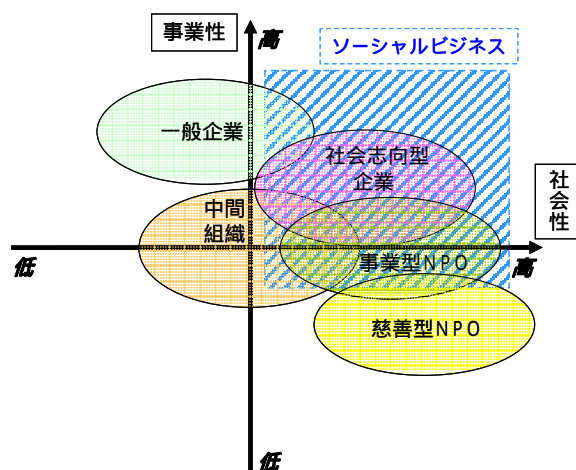 事業性
高
ソーシャルビジネス
一般企業
社会志向型
企業
社会性
中間
組織
低
事業型NPO
高
慈善型NPO
低